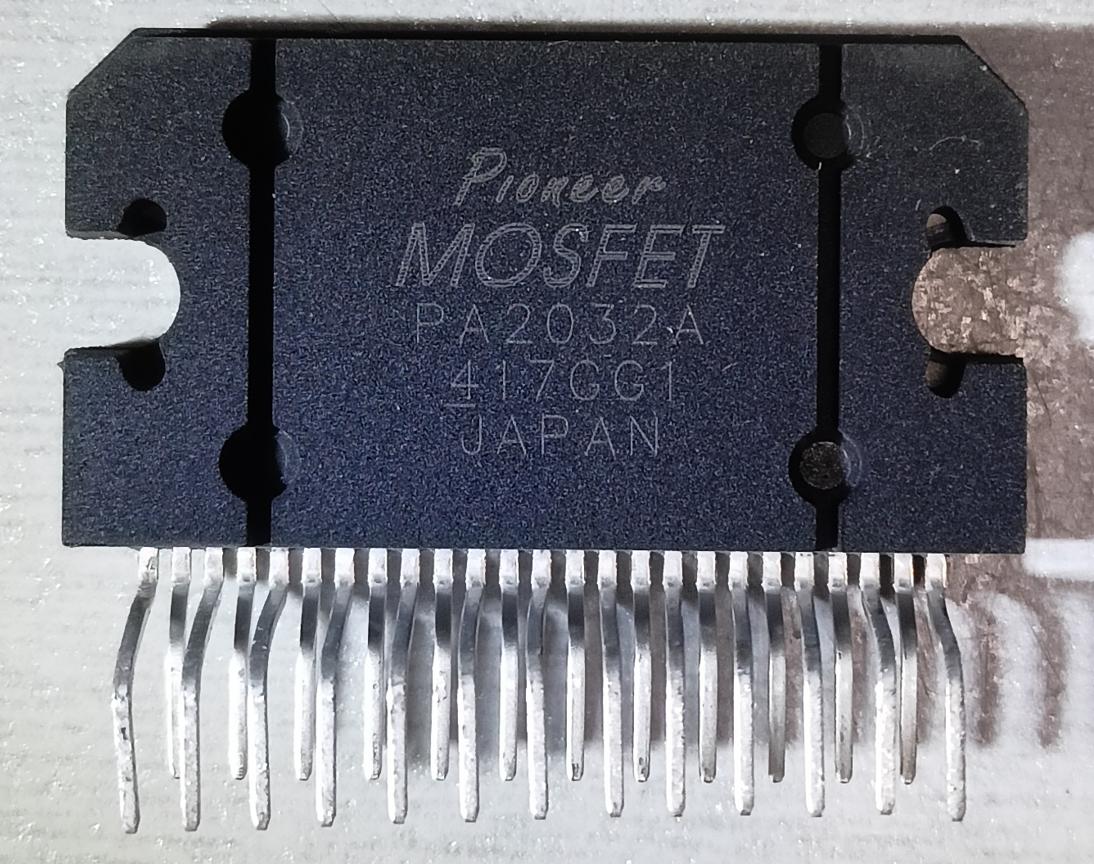 Pioneer
MOSFET
PA2032A
417GG1
JAPAN